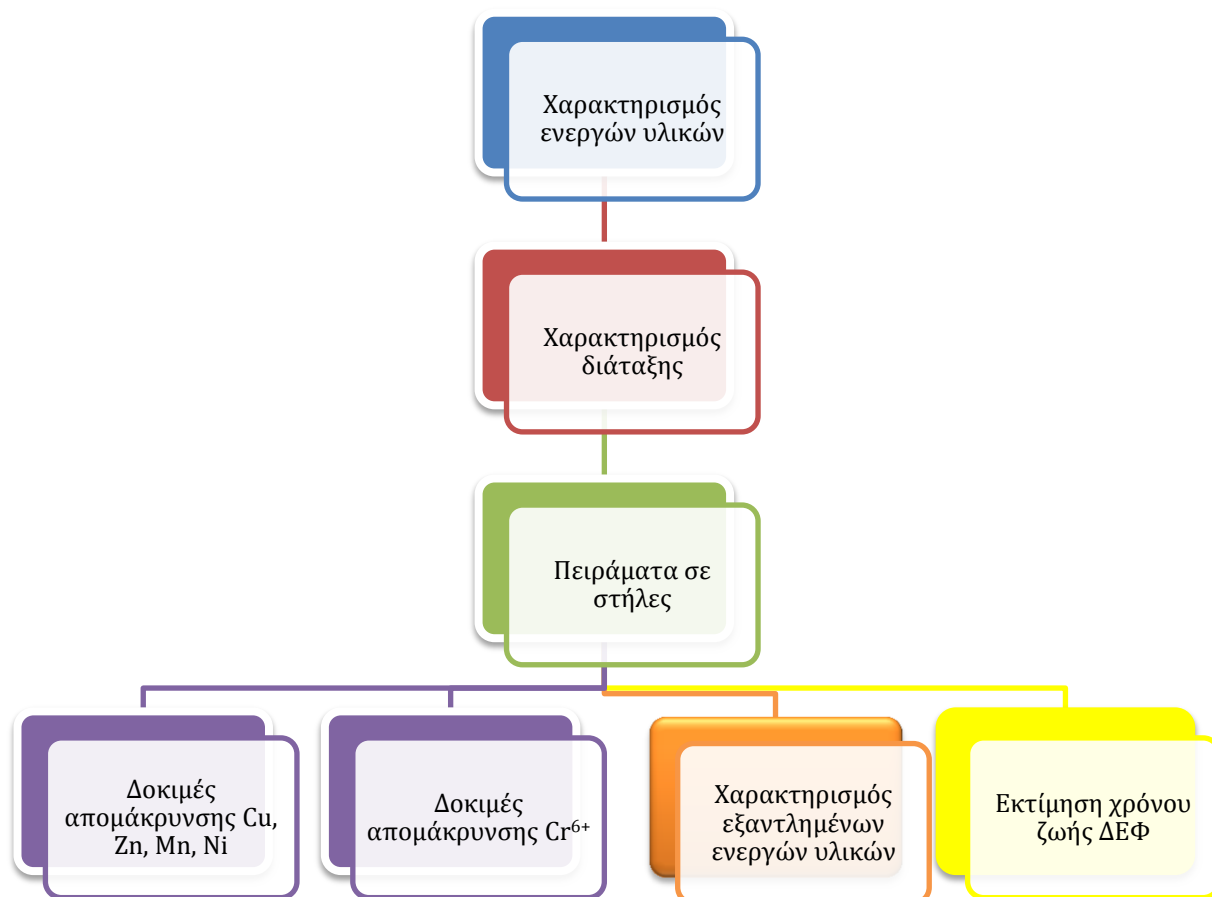 Χαρακτηρισμός
ενεργών υλικών
Χαρακτηρισμός
διάταξης
Πειράματα σε
στήλες
Δοκιμές
απομάκρυνσης Cu,
Zn, Mn, Ni
Δοκιμές
απομάκρυνσης Cr⁶⁺
Χαρακτηρισμός
εξαντλημένων
ενεργών υλικών
Εκτίμηση χρόνου
ζωής ΔΕΦ